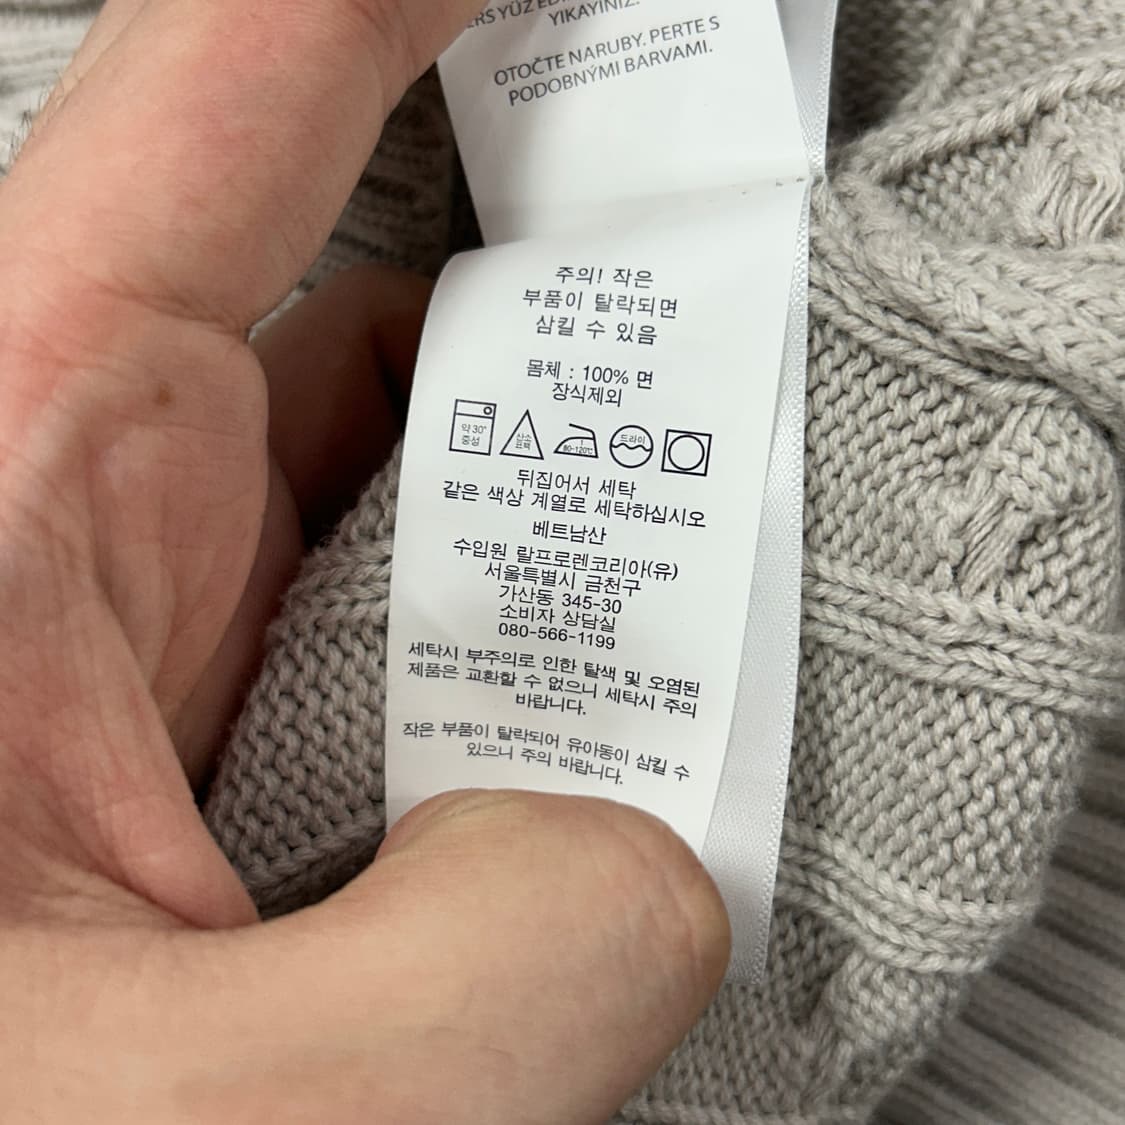 YÜZ
YIKAYINIZ.
OTOČTE NARUBY. PERTE S
PODOBNÝMI BARVAMI.
주의! 작은
부품이 탈락되면
삼킬 수 있음
몸체 : 100% 면
장식제외
약 30°
중성
산소
표백
80-120℃
드라이
뒤집어서 세탁
같은 색상 계열로 세탁하십시오
베트남산
수입원 랄프로렌코리아(유)
서울특별시 금천구
가산동 345-30
소비자 상담실
080-566-1199
세탁시 부주의로 인한 탈색 및 오염된
제품은 교환할 수 없으니 세탁시 주의
바랍니다.
작은 부품이 탈락되어 유아동이 삼킬 수
있으니 주의 바랍니다.